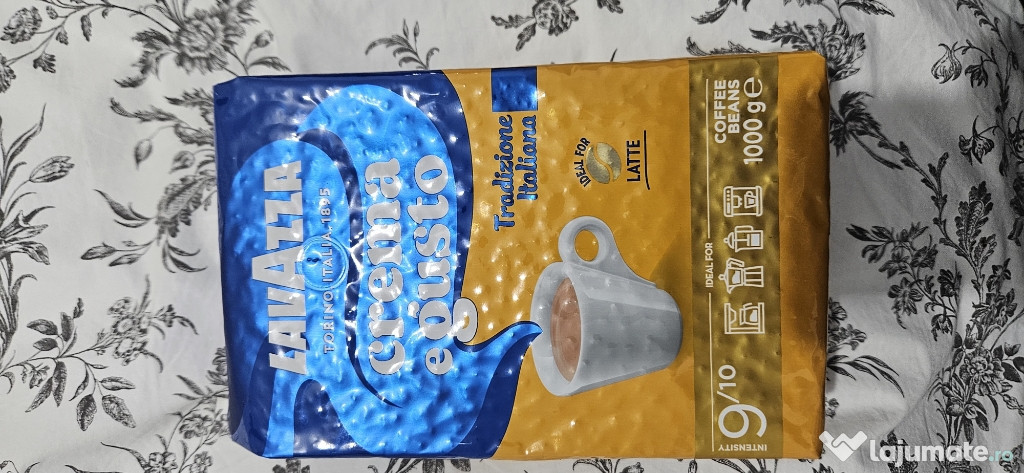 LAVAZZA
TORINO, ITALIA, 1895
crema
e gusto
Tradizione
Italiana
IDEAL FOR
LATTE
INTENSITY
9/10
IDEAL FOR
COFFEE
BEANS
1000 g e
lajumate.ro